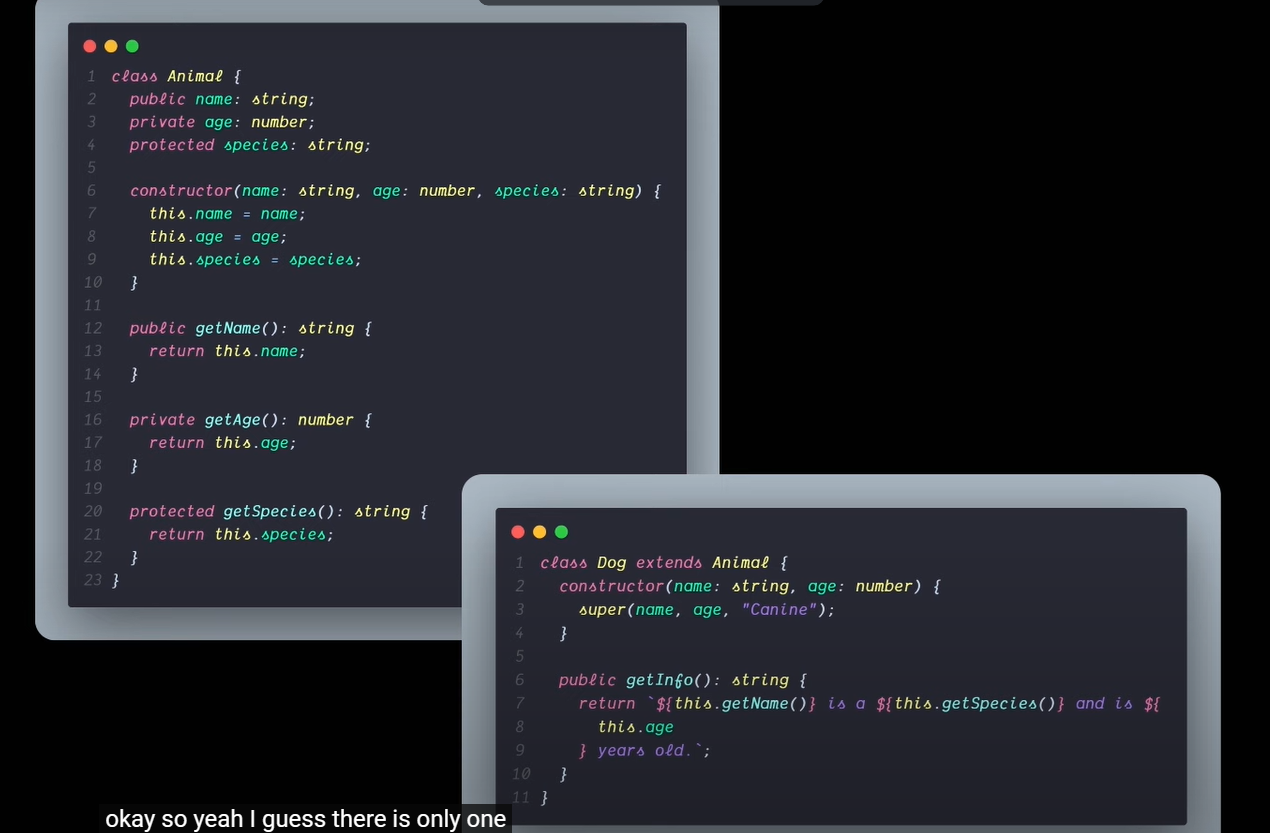 1 class Animal {
2   public name: string;
3   private age: number;
4   protected species: string;
5
6   constructor(name: string, age: number, species: string) {
7     this.name = name;
8     this.age = age;
9     this.species = species;
10   }
11
12   public getName(): string {
13     return this.name;
14   }
15
16   private getAge(): number {
17     return this.age;
18   }
19
20   protected getSpecies(): string {
21     return this.species;
22   }
23 }
1 class Dog extends Animal {
2   constructor(name: string, age: number) {
3     super(name, age, "Canine");
4   }
5
6   public getInfo(): string {
7     return `${this.getName()} is a ${this.getSpecies()} and is ${
8       this.age
9     } years old.`;
10   }
11 }
okay so yeah I guess there is only one